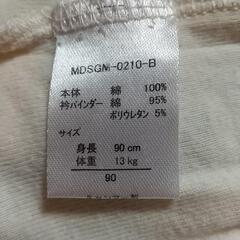 MDSGM-0210-B
本体 綿 100%
衿バインダー 綿 95%
ポリウレタン 5%
サイズ
身長 90 cm
体重 13 kg
90